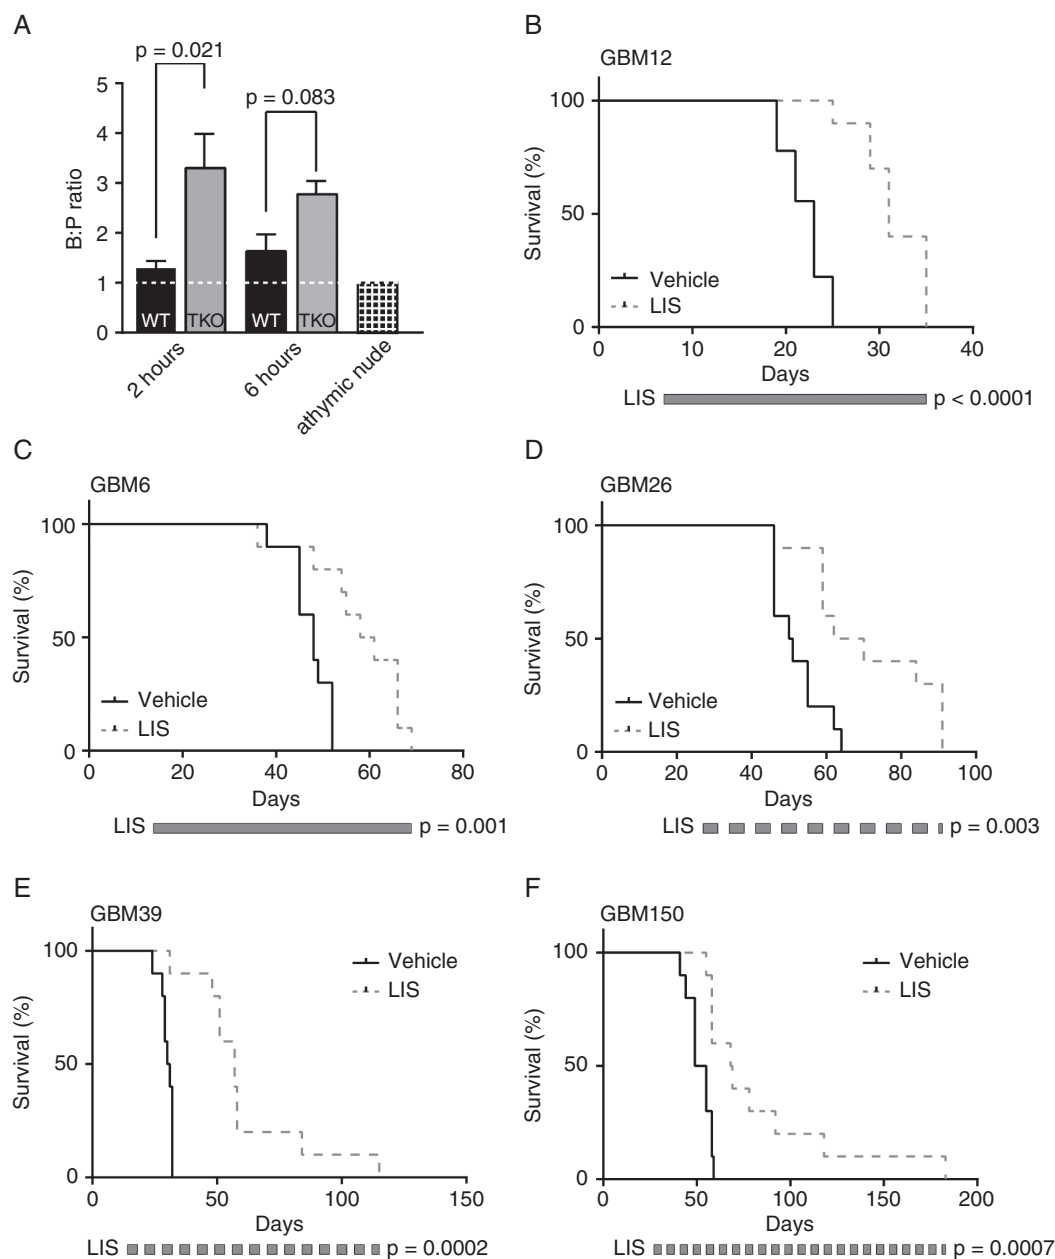 A
p = 0.021
p = 0.083
5
4
3
2
1
0
B:P ratio
WT
TKO
WT
TKO
2 hours
6 hours
athymic nude
B
GBM12
100
50
0
Survival (%)
Vehicle
LIS
0 10 20 30 40
Days
LIS p < 0.0001
C
GBM6
100
50
0
Survival (%)
Vehicle
LIS
0 20 40 60 80
Days
LIS p = 0.001
D
GBM26
100
50
0
Survival (%)
Vehicle
LIS
0 20 40 60 80 100
Days
LIS p = 0.003
E
GBM39
100
50
0
Survival (%)
Vehicle
LIS
0 50 100 150
Days
LIS p = 0.0002
F
GBM150
100
50
0
Survival (%)
Vehicle
LIS
0 50 100 150 200
Days
LIS p = 0.0007